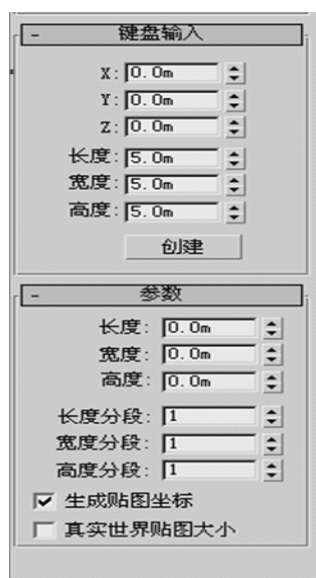 - 键盘输入
X: 0.0m
Y: 0.0m
Z: 0.0m
长度: 5.0m
宽度: 5.0m
高度: 5.0m
创建
- 参数
长度: 0.0m
宽度: 0.0m
高度: 0.0m
长度分段: 1
宽度分段: 1
高度分段: 1
生成贴图坐标
真实世界贴图大小